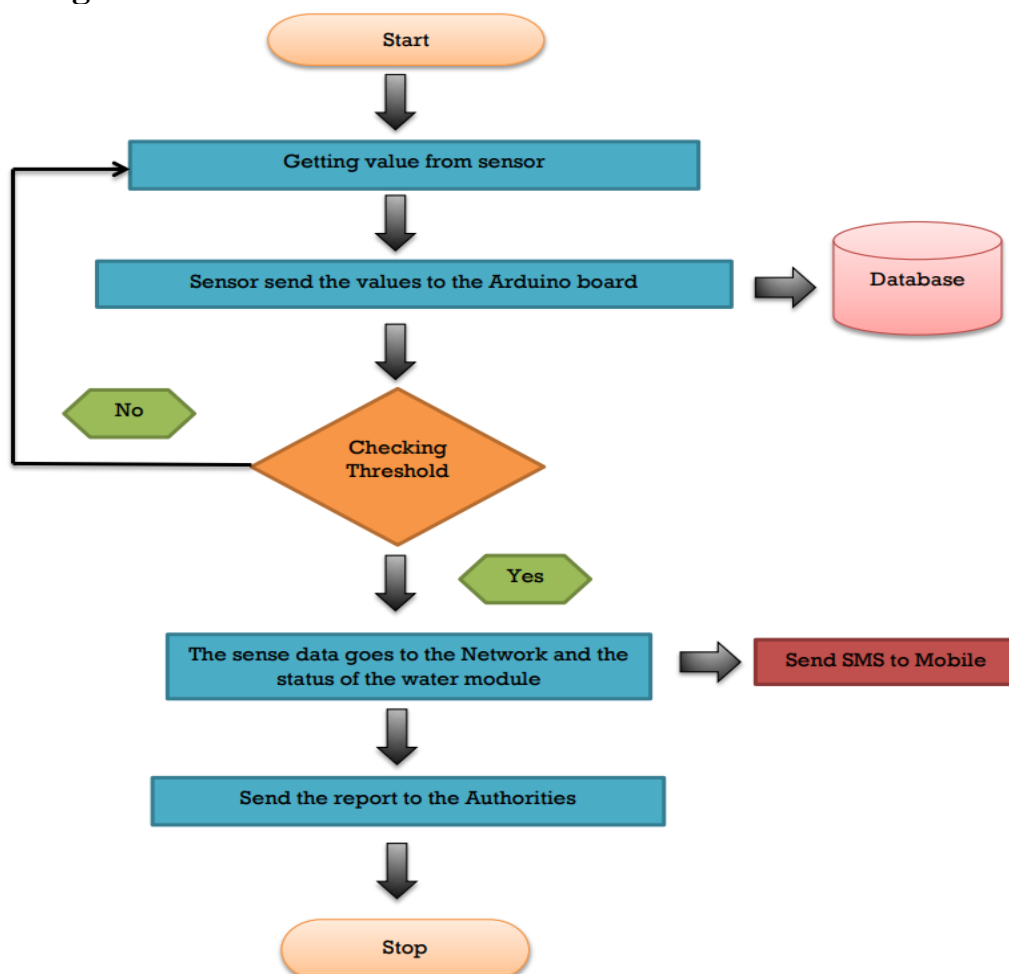 Start
Getting value from sensor
Sensor send the values to the Arduino board
Database
No
Checking
Threshold
Yes
The sense data goes to the Network and the
status of the water module
Send SMS to Mobile
Send the report to the Authorities
Stop